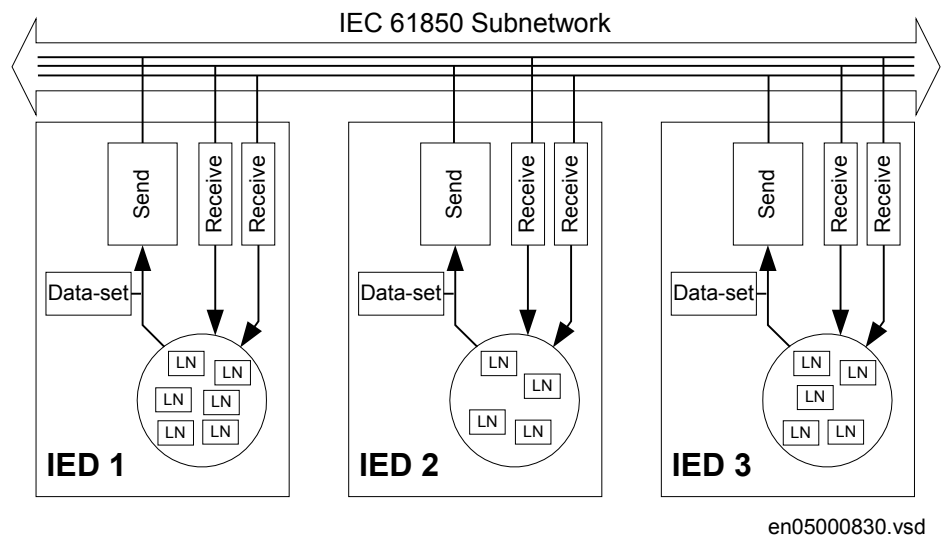 IEC 61850 Subnetwork
Send
Receive
Receive
Data-set
LN
LN
LN
LN
LN
LN
IED 1
Send
Receive
Receive
Data-set
LN
LN
LN
LN
IED 2
Send
Receive
Receive
Data-set
LN
LN
LN
LN
LN
IED 3
en05000830.vsd